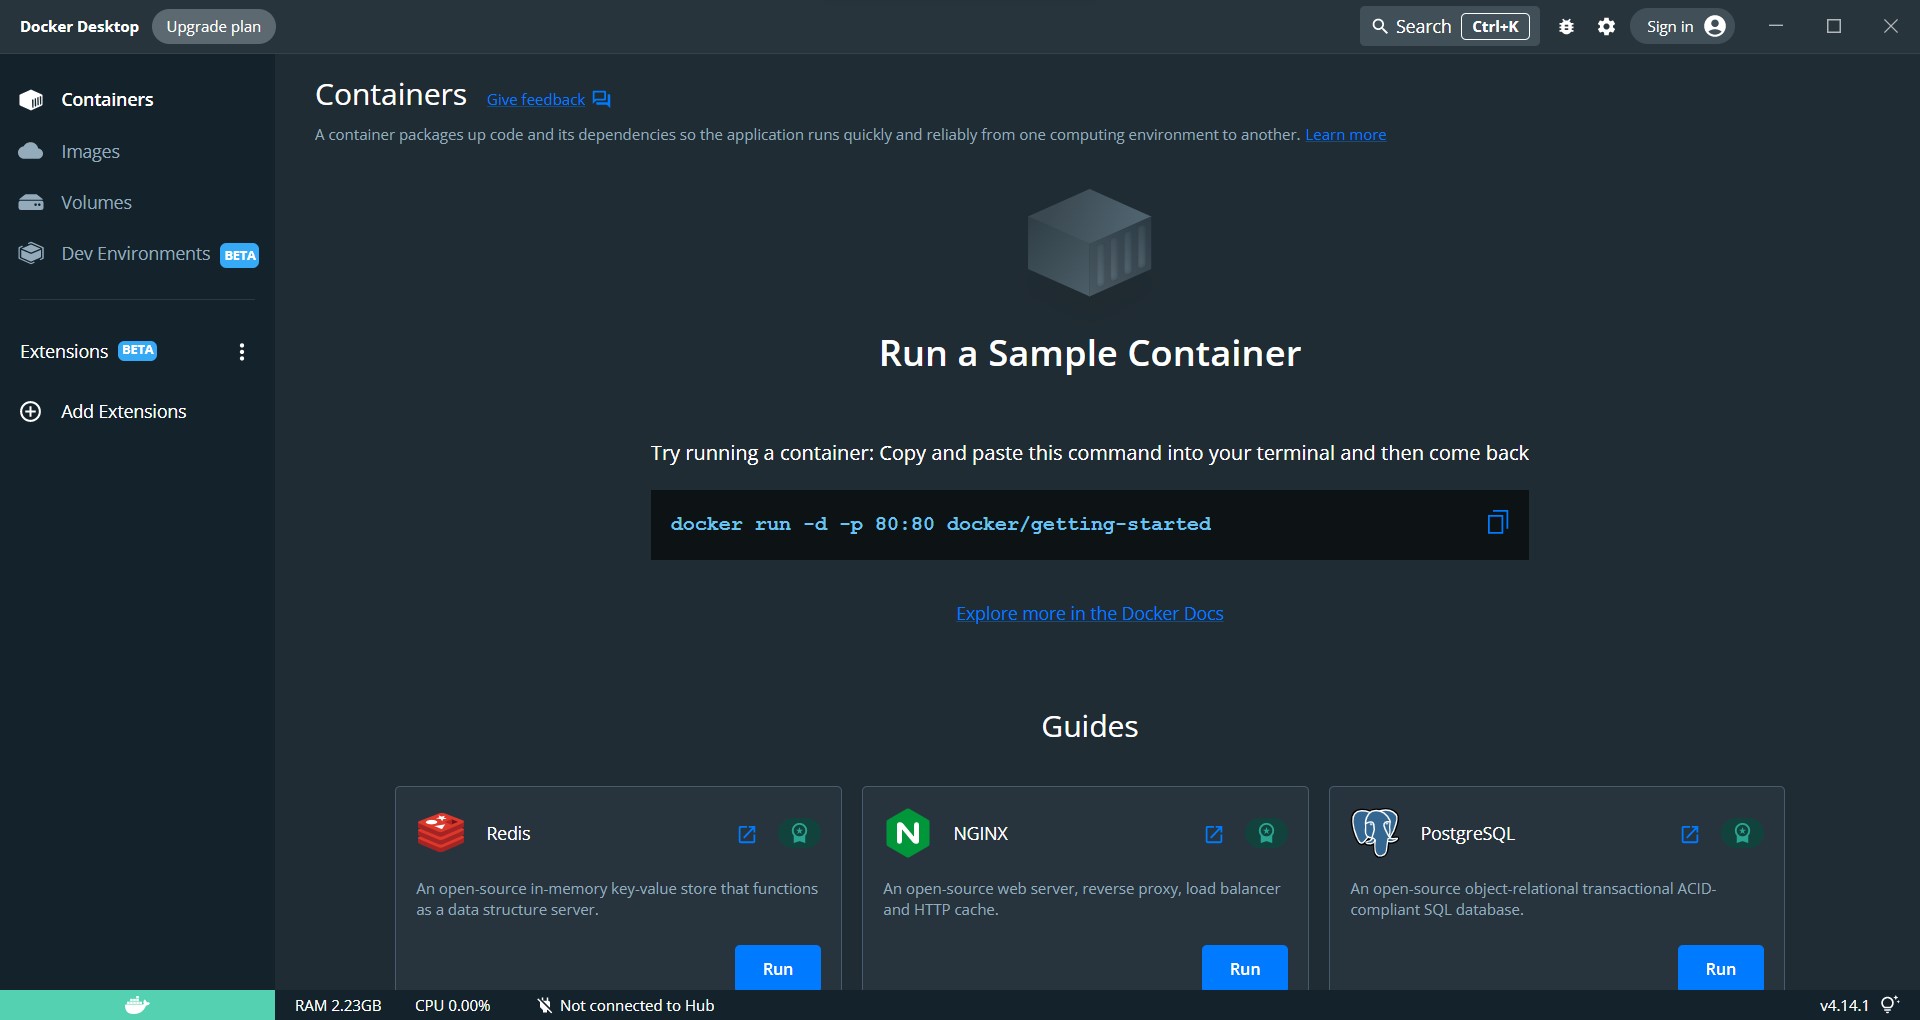 Docker Desktop
Upgrade plan
Search
Ctrl+K
Sign in
Containers
Images
Volumes
Dev Environments
BETA
Extensions
BETA
Add Extensions
Containers
Give feedback
A container packages up code and its dependencies so the application runs quickly and reliably from one computing environment to another. Learn more
Run a Sample Container
Try running a container: Copy and paste this command into your terminal and then come back
docker run -d -p 80:80 docker/getting-started
Explore more in the Docker Docs
Guides
Redis
An open-source in-memory key-value store that functions
as a data structure server.
Run
N
NGINX
An open-source web server, reverse proxy, load balancer
and HTTP cache.
Run
PostgreSQL
An open-source object-relational transactional ACID-
compliant SQL database.
Run
RAM 2.23GB
CPU 0.00%
Not connected to Hub
v4.14.1